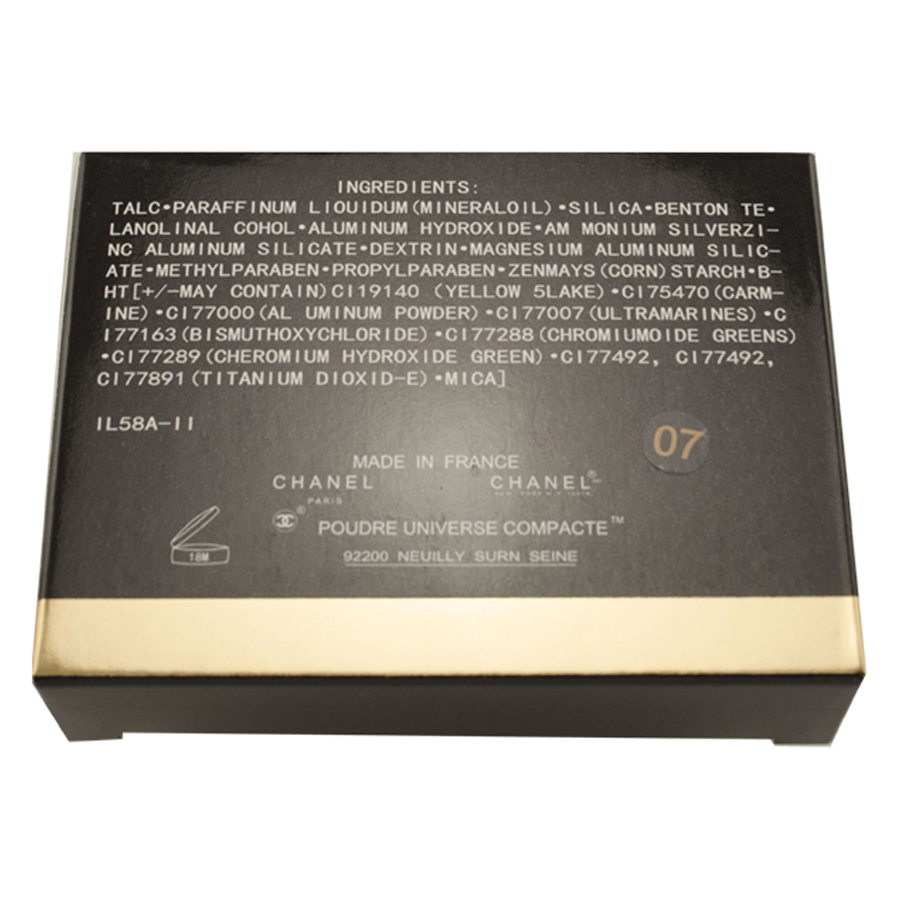 INGREDIENTS:
TALC•PARAFFINUM LIOUIDUM(MINERALOIL)•SILICA•BENTON TE•
LANOLINAL COHOL•ALUMINUM HYDROXIDE•AM MONIUM SILVERZI-
NC ALUMINUM SILICATE•DEXTRIN•MAGNESIUM ALUMINUM SILIC-
ATE•METHYLPARABEN•PROPYLPARABEN•ZENMAYS(CORN)STARCH•B-
HT[+/-MAY CONTAIN)CI19140 (YELLOW 5LAKE)•CI75470(CARM-
INE)•CI77000(AL UMINUM POWDER)•CI77007(ULTRAMARINES)•C
I77163(BISMUTHOXYCHLORIDE)•CI77288(CHROMIUMOIDE GREENS)
•CI77289(CHEROMIUM HYDROXIDE GREEN)•CI77492, CI77492,
CI77891(TITANIUM DIOXID-E)•MICA]
IL58A-II
07
MADE IN FRANCE
CHANEL CHANEL®
PARIS
®
POUDRE UNIVERSE COMPACTE™
18M
92200 NEUILLY SURN SEINE